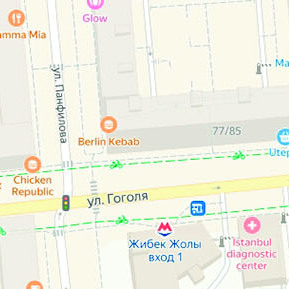 Glow
amma Mia
Ma
ул. Панфилова
77/85
Berlin Kebab
Utep
Chicken
Republic
ул. Гоголя
Жибек Жолы
вход 1
Istanbul
diagnostic
center